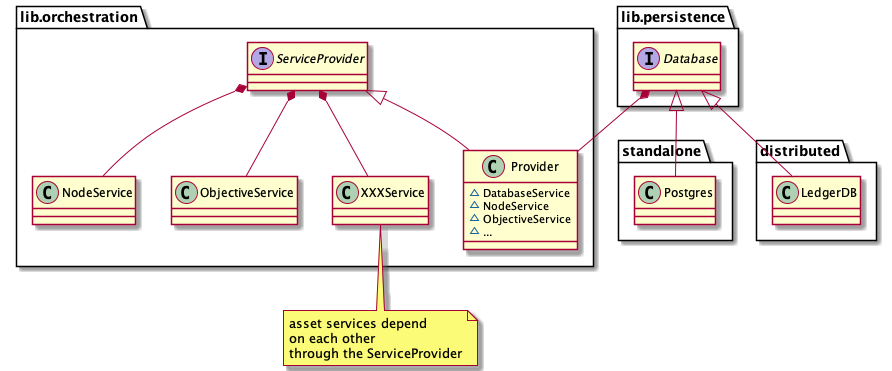 lib.orchestration
lib.persistence
I ServiceProvider
I Database
standalone
distributed
C NodeService
C ObjectiveService
C XXXService
C Provider
~ DatabaseService
~ NodeService
~ ObjectiveService
~ ...
C Postgres
C LedgerDB
asset services depend
on each other
through the ServiceProvider